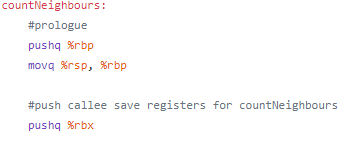 countNeighbours:
#prologue
pushq %rbp
movq %rsp, %rbp
#push callee save registers for countNeighbours
pushq %rbx